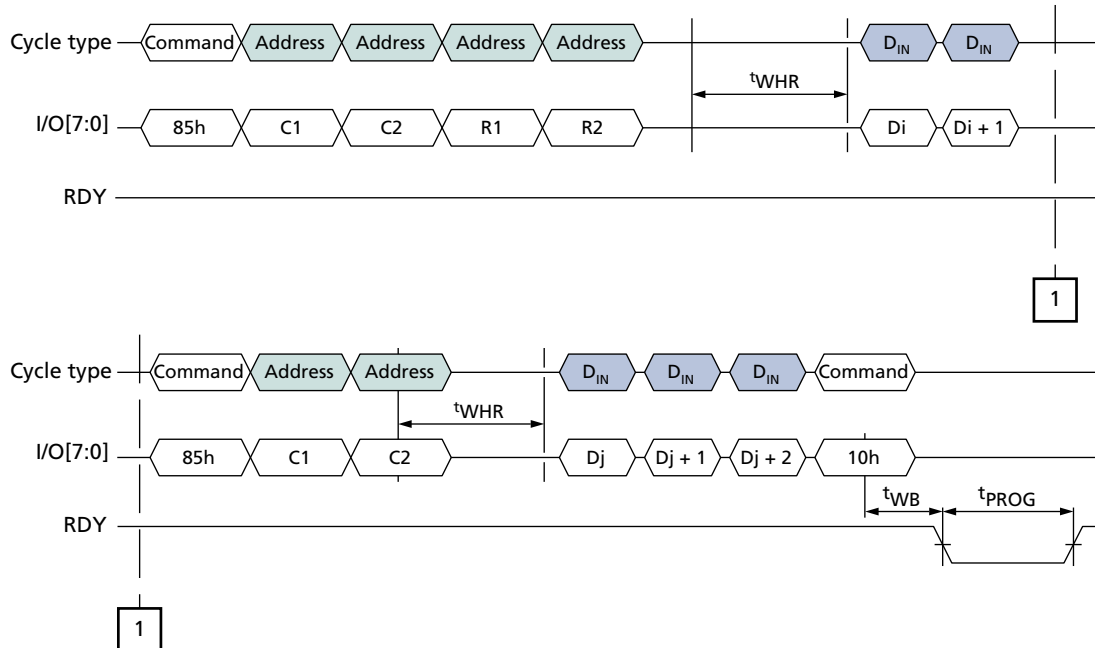 Cycle type Command Address Address Address Address DIN DIN
tWHR
I/O[7:0] 85h C1 C2 R1 R2 Di Di + 1
RDY
1
Cycle type Command Address Address DIN DIN DIN Command
tWHR
I/O[7:0] 85h C1 C2 Dj Dj + 1 Dj + 2 10h
tWB tPROG
RDY
1